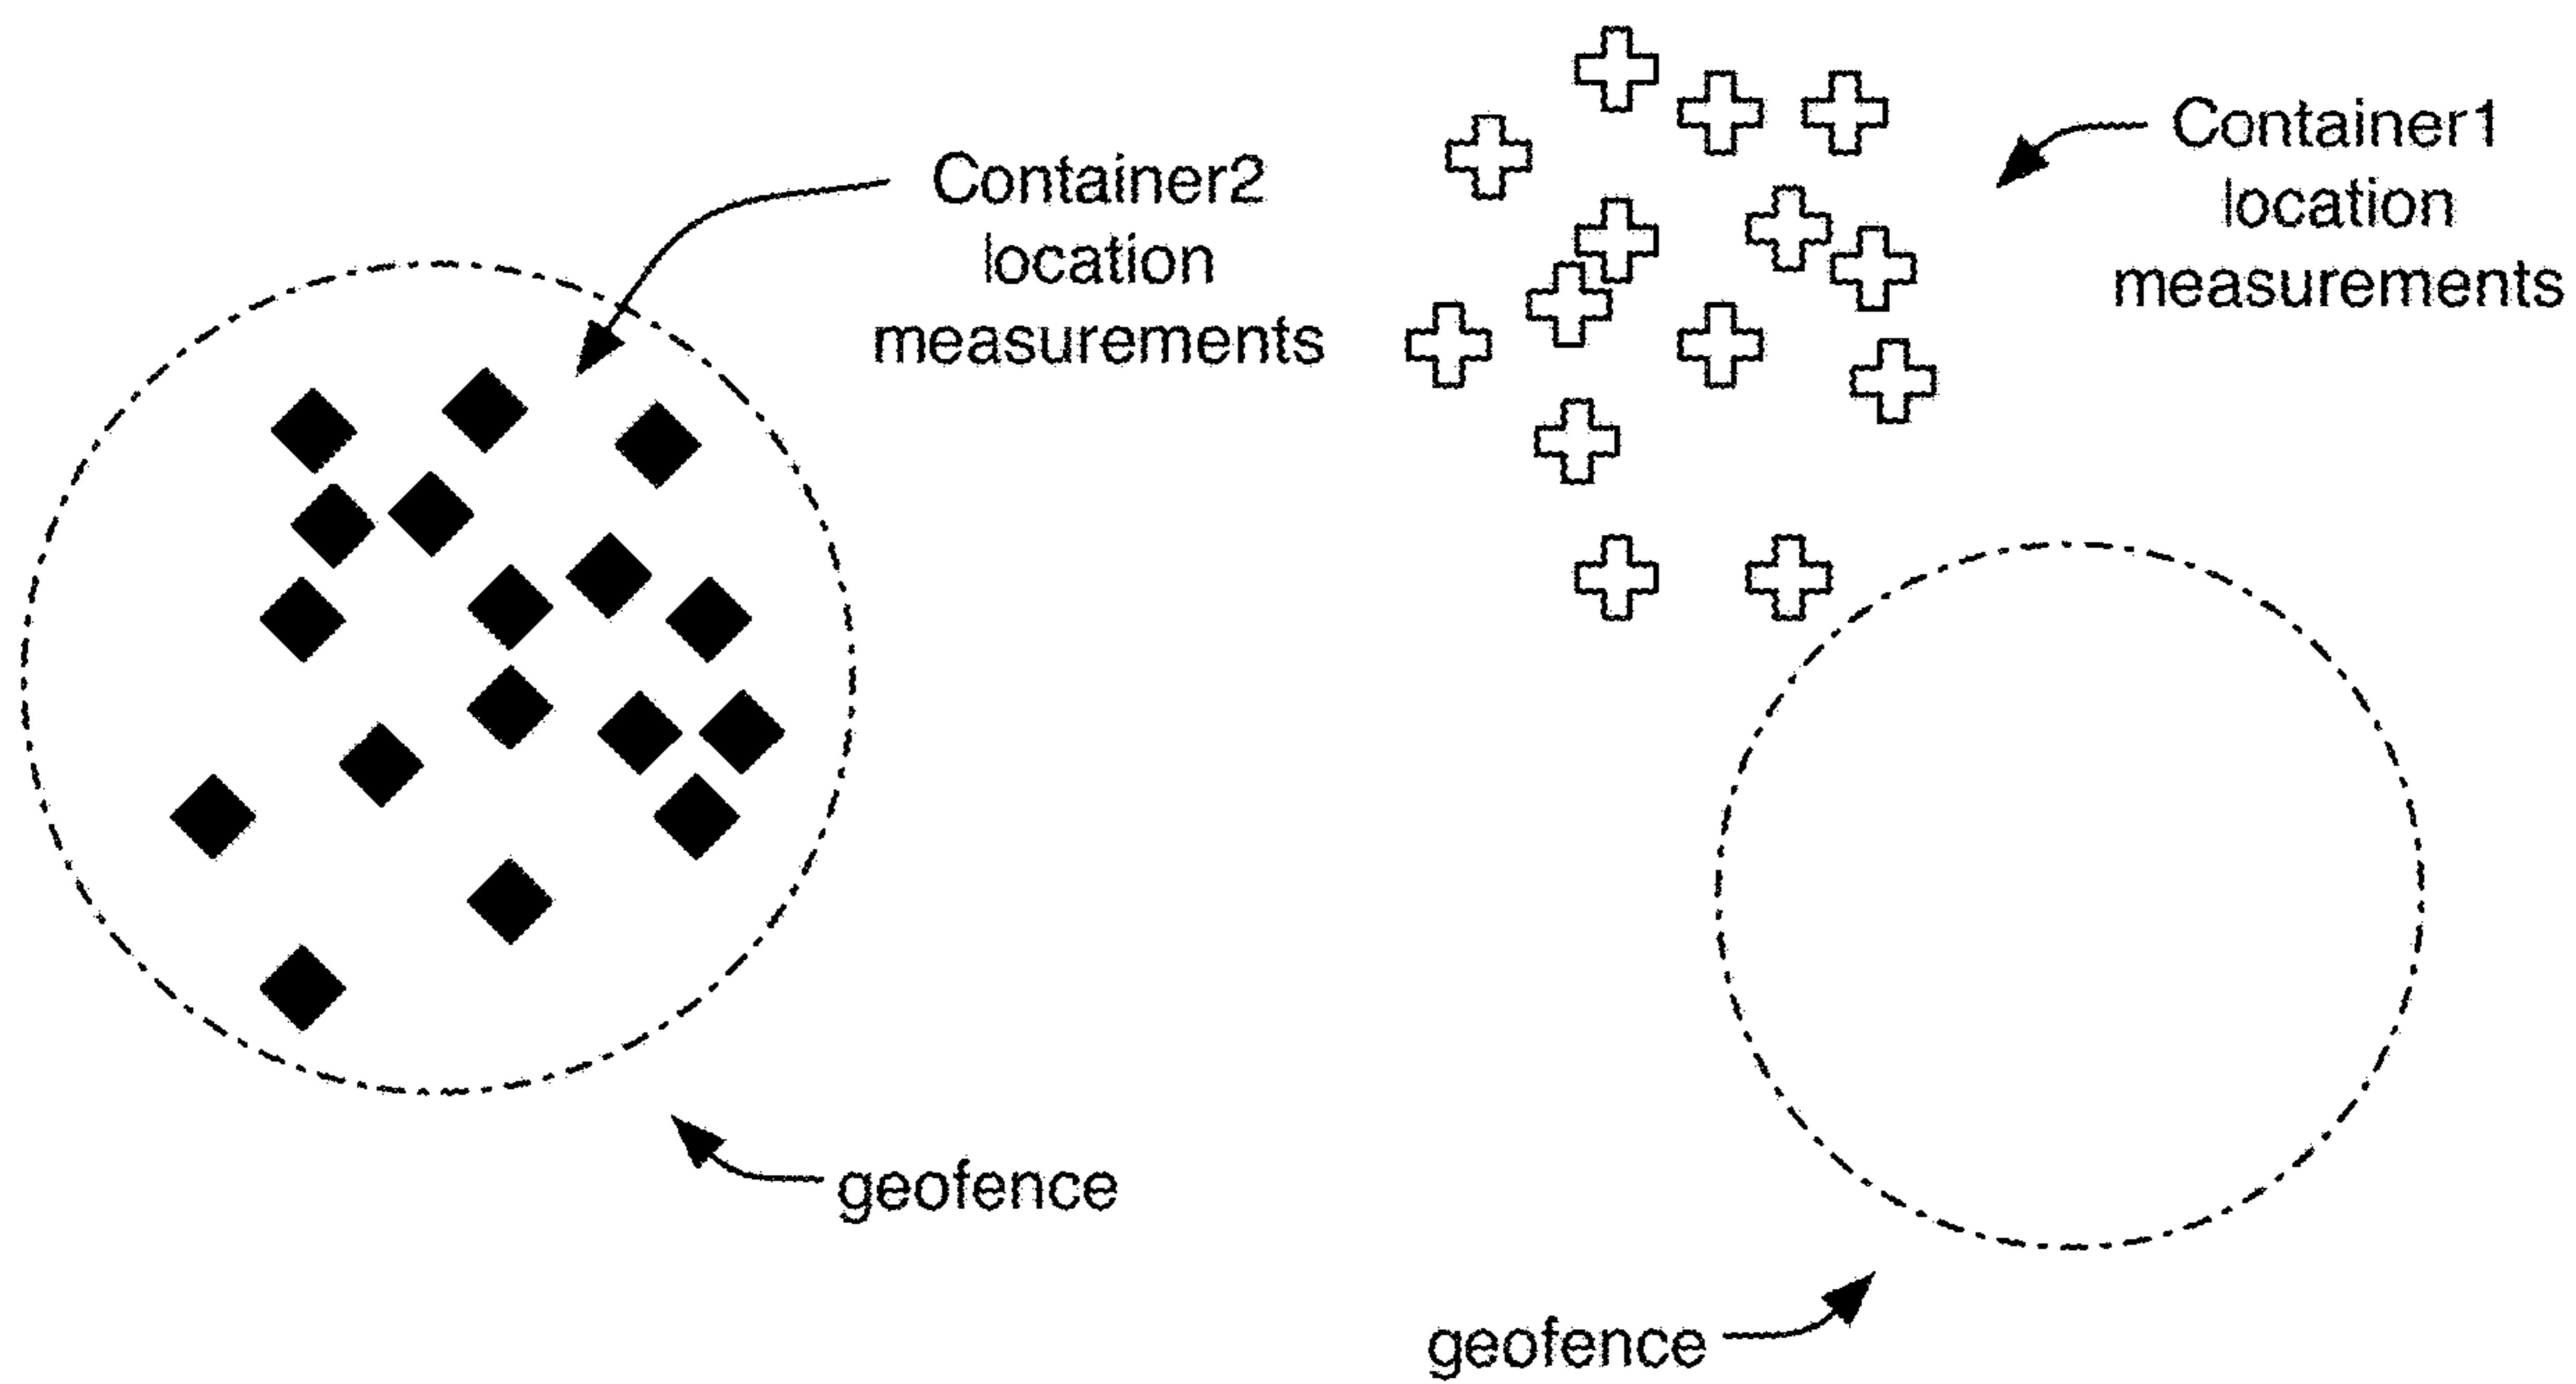 Container2
location
measurements
Container1
location
measurements
geofence
geofence